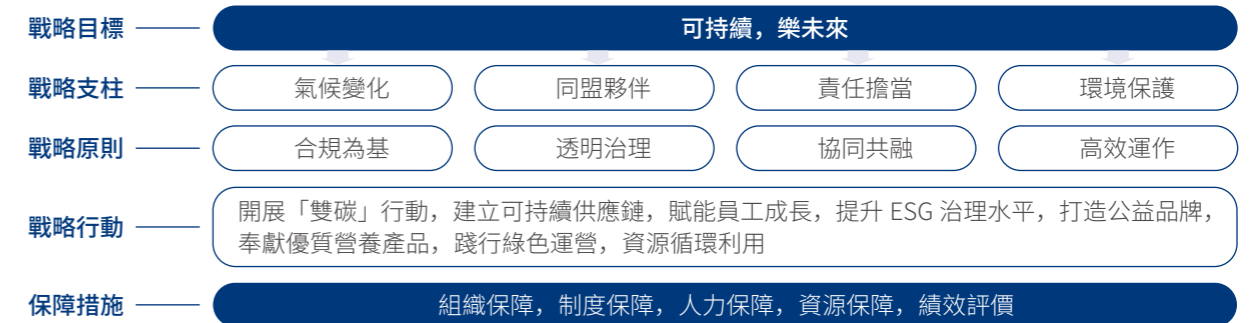 戰略目標 可持續，樂未來
戰略支柱 氣候變化 同盟夥伴 責任擔當 環境保護
戰略原則 合規為基 透明治理 協同共融 高效運作
戰略行動 開展「雙碳」行動，建立可持續供應鏈，賦能員工成長，提升 ESG 治理水平，打造公益品牌，
奉獻優質營養產品，踐行綠色運營，資源循環利用
保障措施 組織保障，制度保障，人力保障，資源保障，績效評價